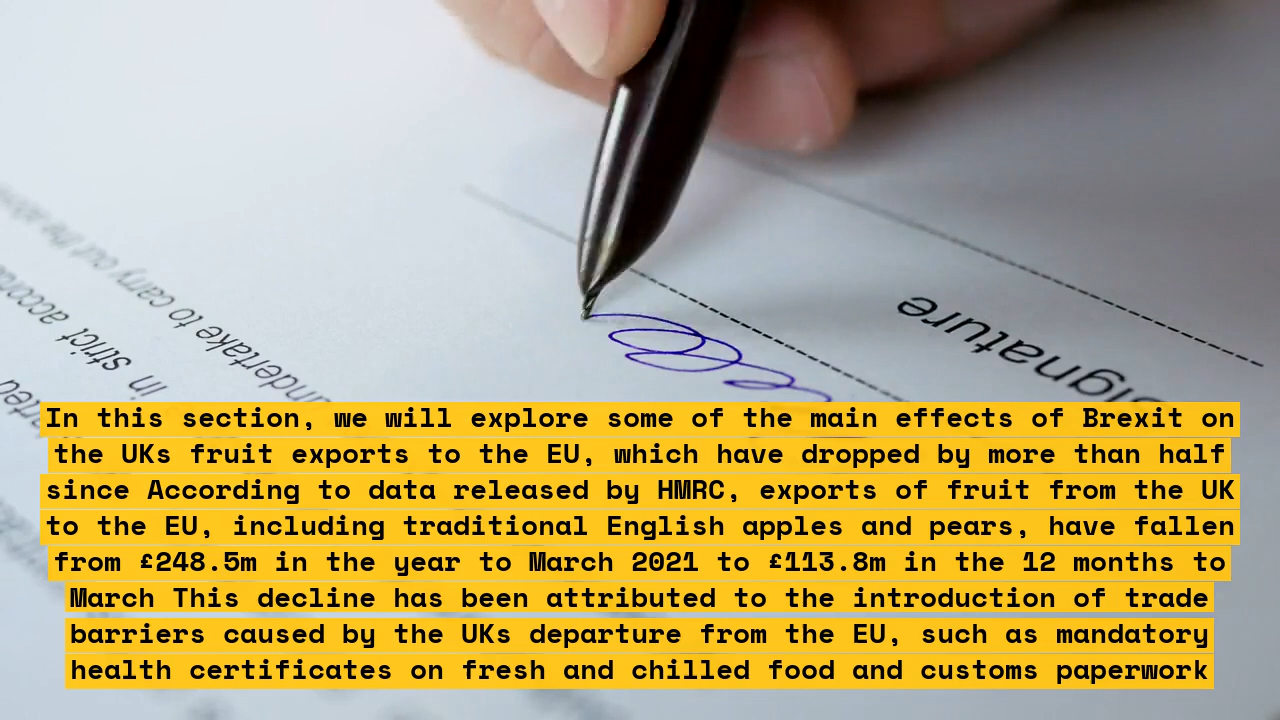 the above
undertake to carry out
in strict accord
Signature
In this section, we will explore some of the main effects of Brexit on
the UKs fruit exports to the EU, which have dropped by more than half
since According to data released by HMRC, exports of fruit from the UK
to the EU, including traditional English apples and pears, have fallen
from £248.5m in the year to March 2021 to £113.8m in the 12 months to
March This decline has been attributed to the introduction of trade
barriers caused by the UKs departure from the EU, such as mandatory
health certificates on fresh and chilled food and customs paperwork